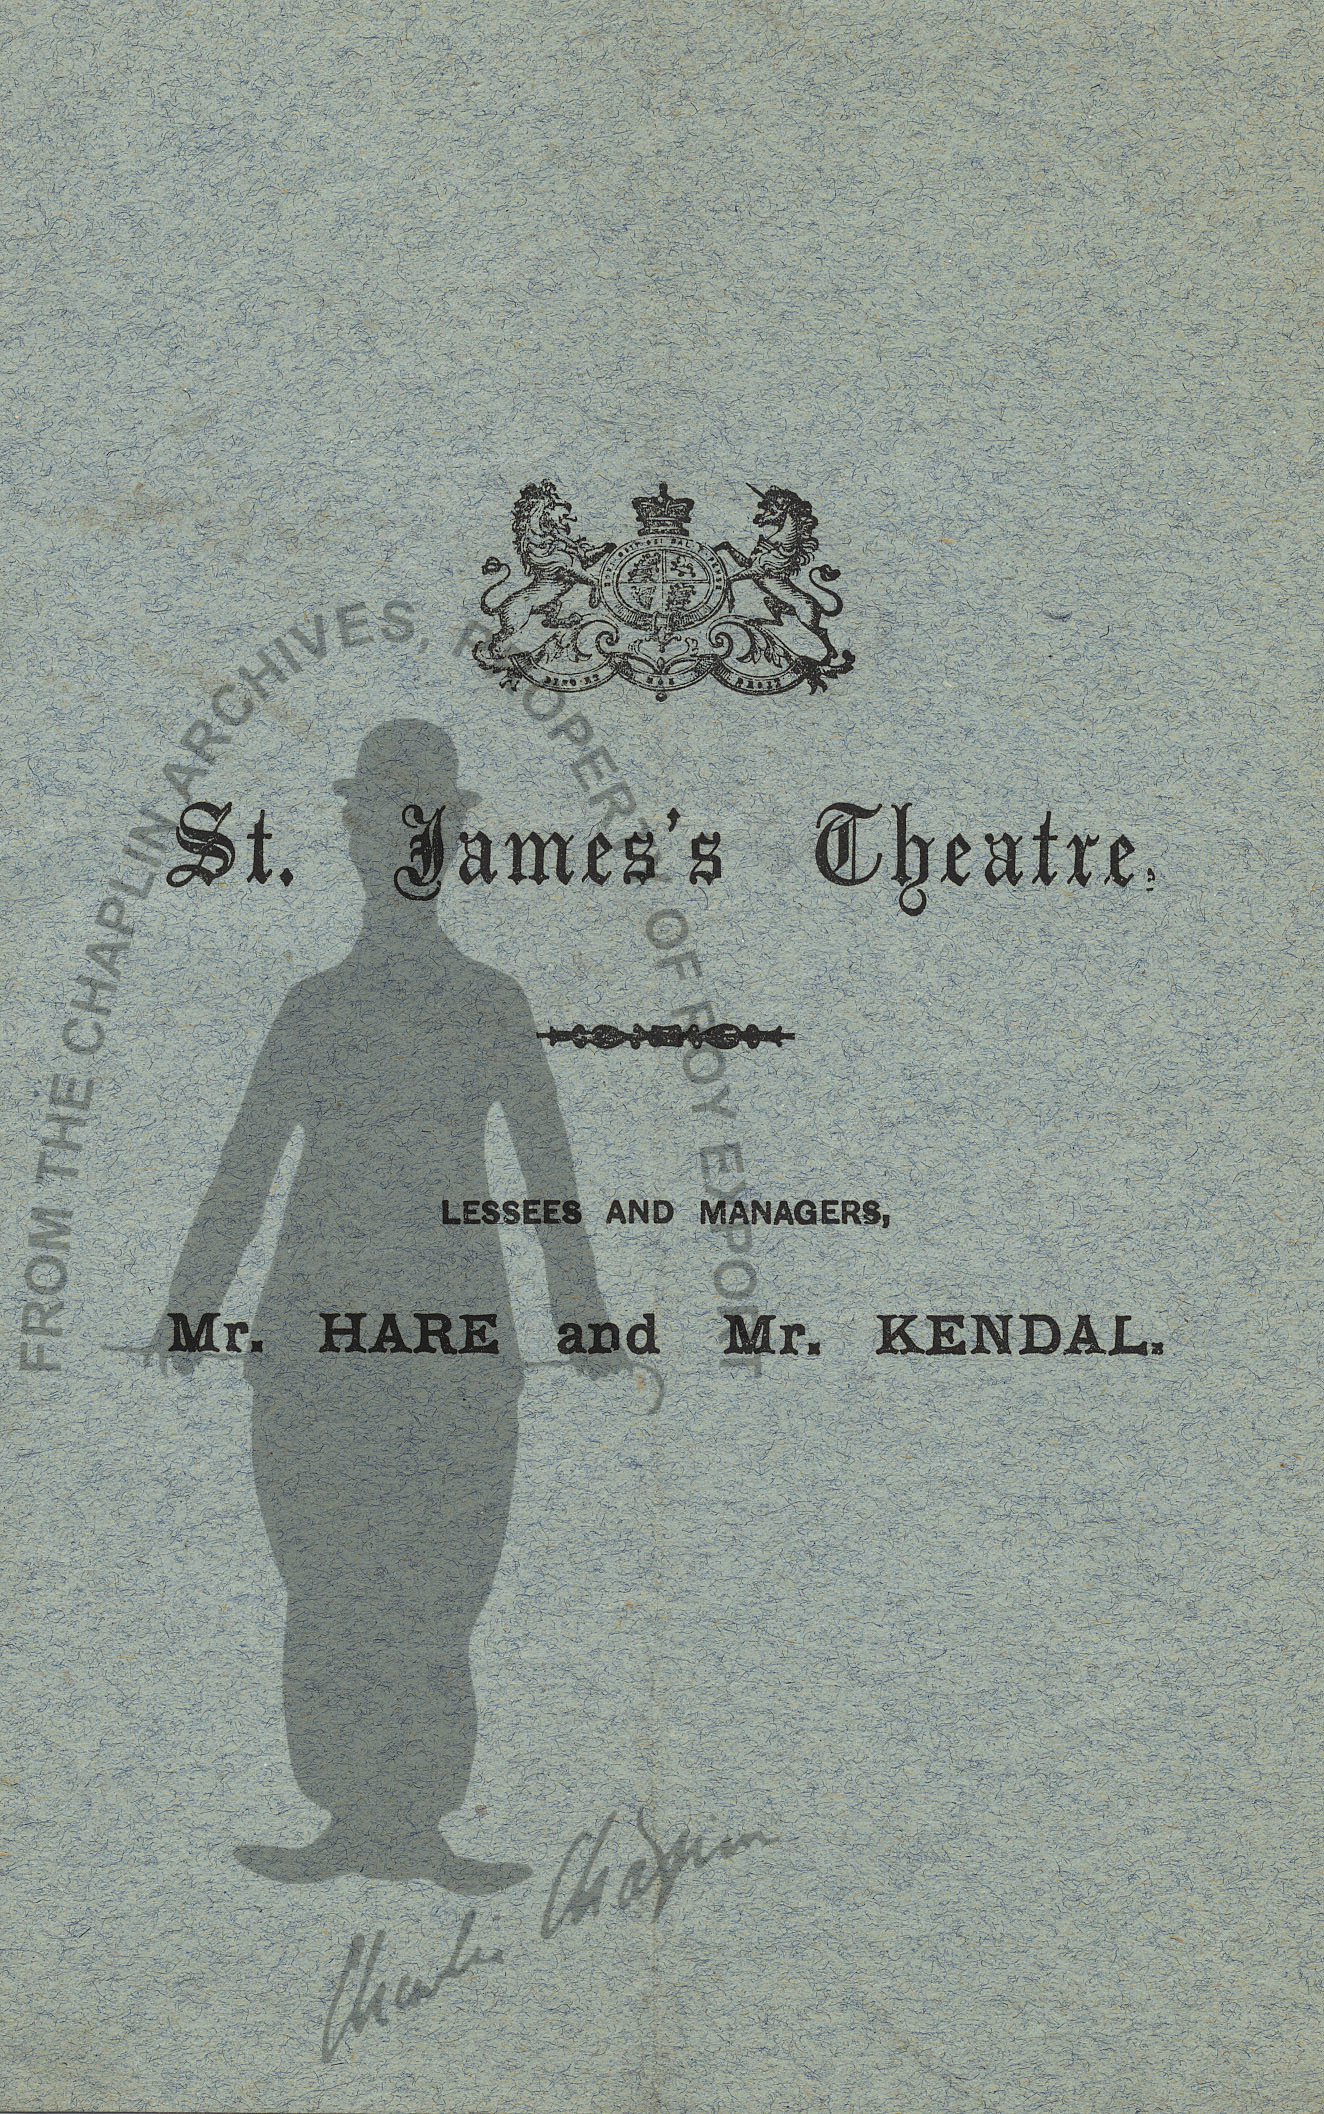 St. James's Theatre,
LESSEES AND MANAGERS,
Mr. HARE and Mr. KENDAL.
FROM THE CHAPLIN ARCHIVES, PROPERTY OF ROY EXPORT
Charlie Chaplin